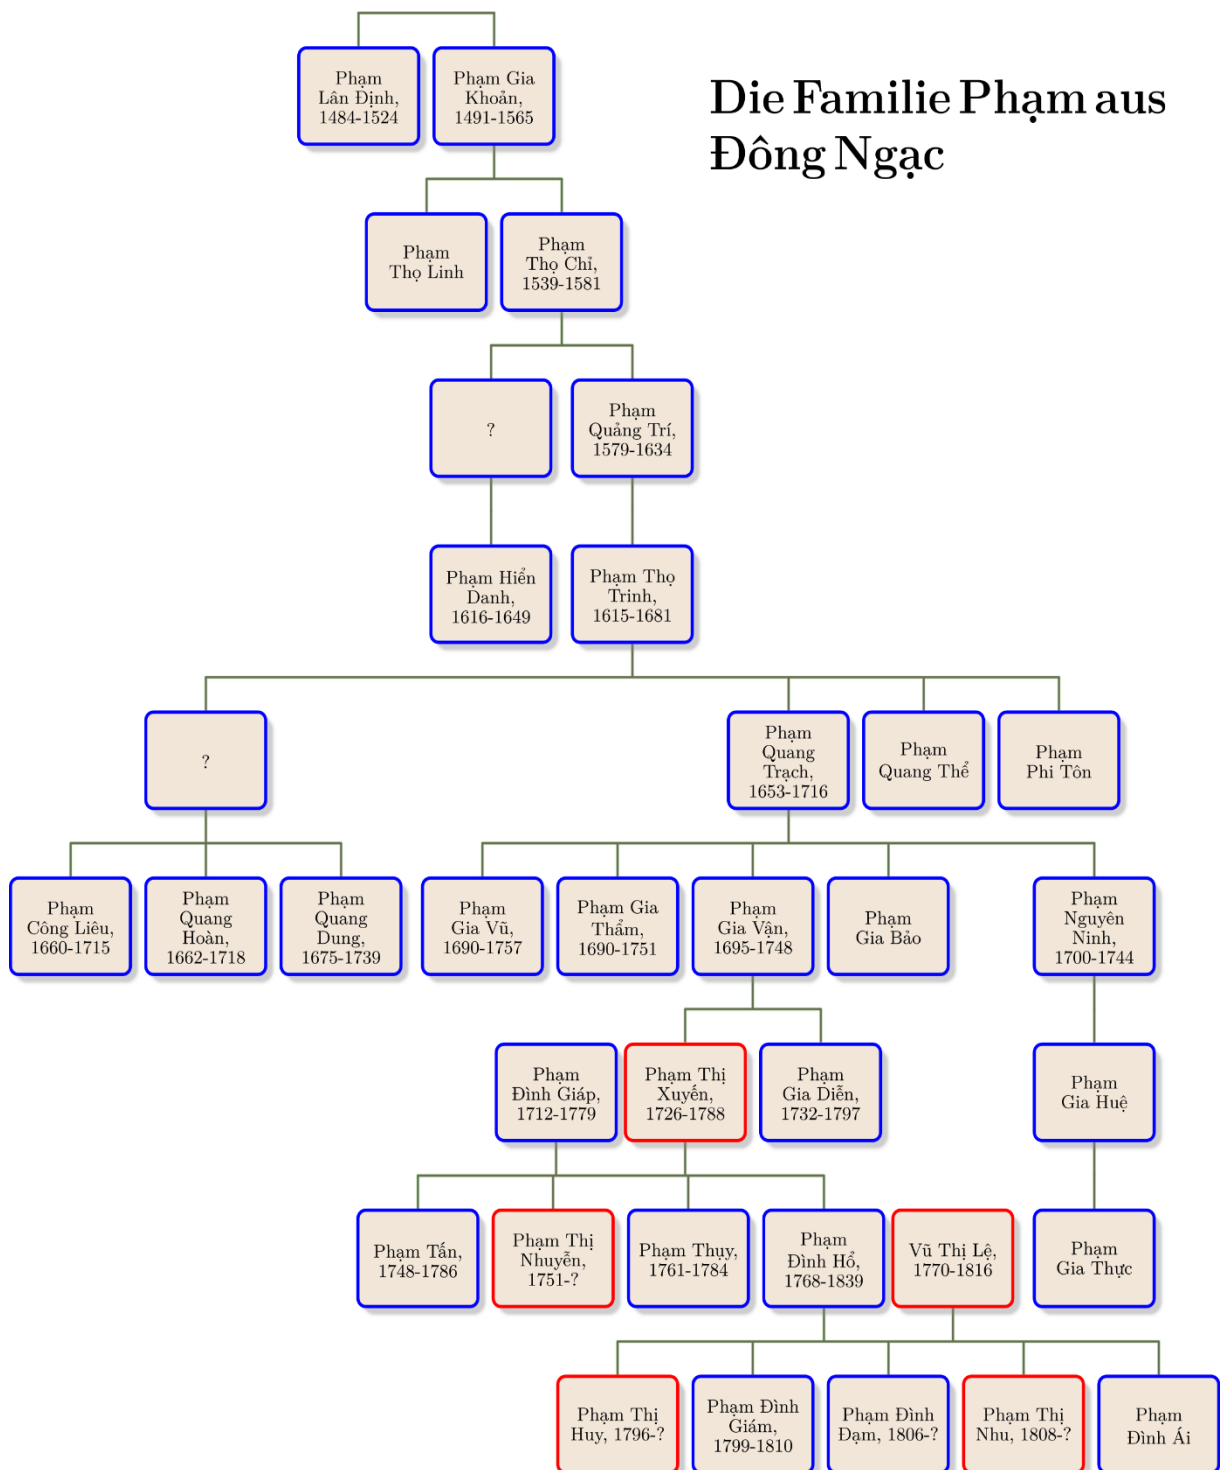 Die Familie Phạm aus
Đông Ngạc
Phạm
Lân Định,
1484-1524
Phạm Gia
Khoản,
1491-1565
Phạm
Thọ Linh
Phạm
Thọ Chỉ,
1539-1581
?
Phạm
Quảng Trí,
1579-1634
Phạm Hiển
Danh,
1616-1649
Phạm Thọ
Trinh,
1615-1681
?
Phạm
Quang
Trạch,
1653-1716
Phạm
Quang Thể
Phạm
Phi Tôn
Phạm
Công Liêu,
1660-1715
Phạm
Quang
Hoàn,
1662-1718
Phạm
Quang
Dung,
1675-1739
Phạm
Gia Vũ,
1690-1757
Phạm Gia
Thẩm,
1690-1751
Phạm
Gia Vận,
1695-1748
Phạm
Gia Bảo
Phạm
Nguyên
Ninh,
1700-1744
Phạm
Đình Giáp,
1712-1779
Phạm Thị
Xuyến,
1726-1788
Phạm
Gia Diễn,
1732-1797
Phạm
Gia Huệ
Phạm Tấn,
1748-1786
Phạm Thị
Nhuyễn,
1751-?
Phạm Thụy,
1761-1784
Phạm
Đình Hổ,
1768-1839
Vũ Thị Lệ,
1770-1816
Phạm
Gia Thực
Phạm Thị
Huy, 1796-?
Phạm Đình
Giám,
1799-1810
Phạm Đình
Đạm, 1806-?
Phạm Thị
Nhu, 1808-?
Phạm
Đình Ái